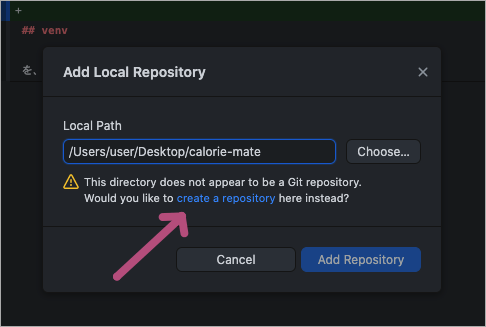 +
## venv
を、
Add Local Repository
Local Path
/Users/user/Desktop/calorie-mate
Choose...
This directory does not appear to be a Git repository.
Would you like to create a repository here instead?
Cancel
Add Repository